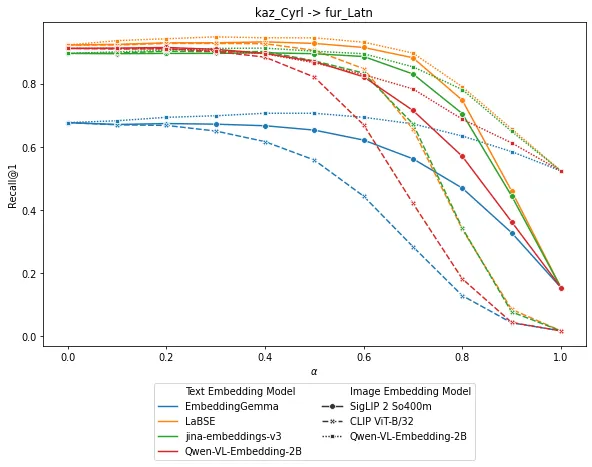 kaz_Cyrl -> fur_Latn
Recall@1
0.8
0.6
0.4
0.2
0.0
0.0 0.2 0.4 0.6 0.8 1.0
α
Text Embedding Model
EmbeddingGemma
LaBSE
jina-embeddings-v3
Qwen-VL-Embedding-2B
Image Embedding Model
SigLIP 2 So400m
CLIP ViT-B/32
Qwen-VL-Embedding-2B